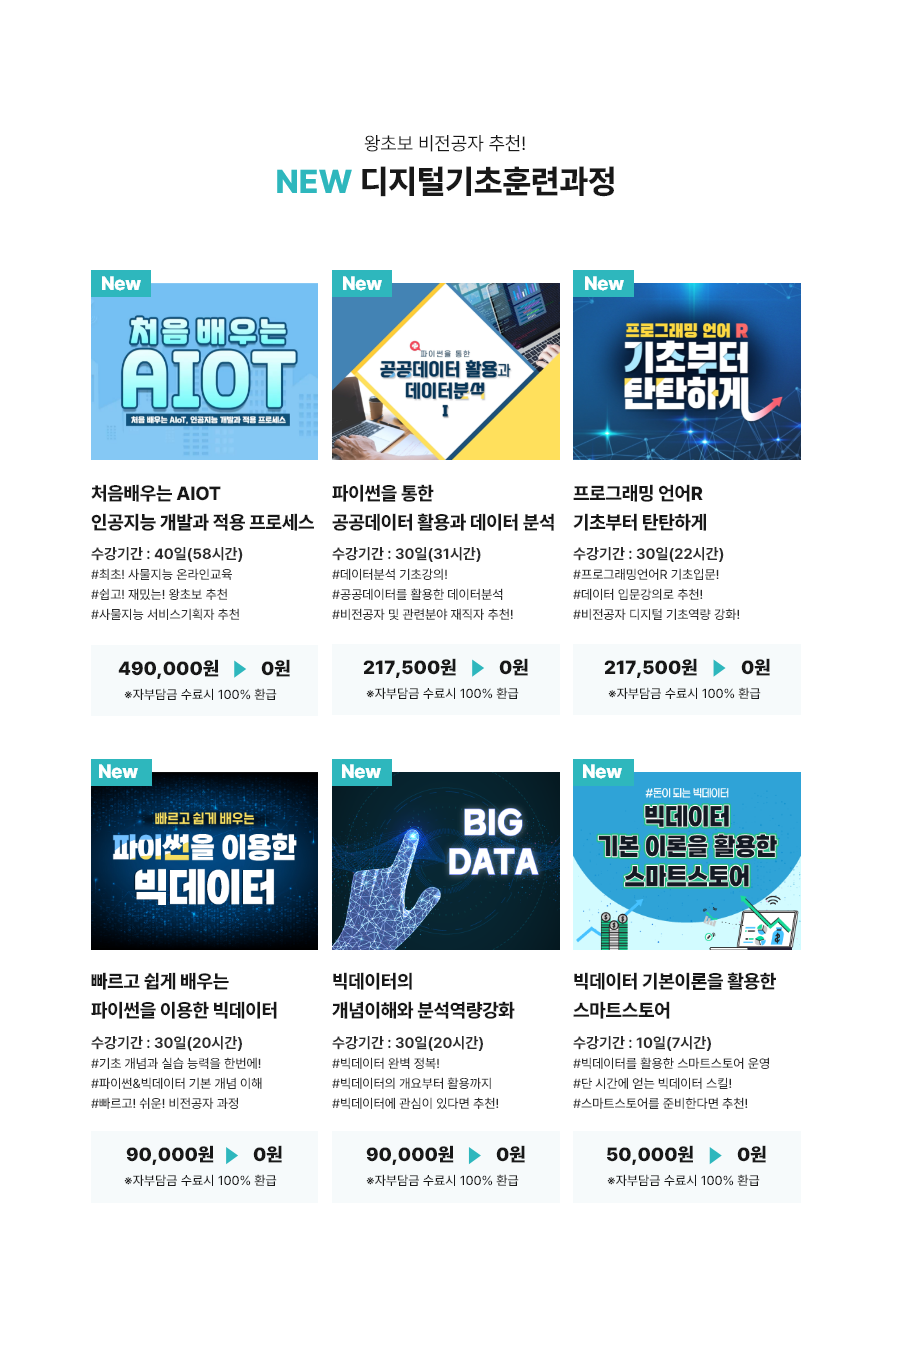 왕초보 비전공자 추천!
NEW 디지털기초훈련과정
New
처음 배우는
AIOT
처음 배우는 AIoT, 인공지능 개발과 적용 프로세스
처음배우는 AIOT
인공지능 개발과 적용 프로세스
수강기간 : 40일(58시간)
#최초! 사물지능 온라인교육
#쉽고! 재밌는! 왕초보 추천
#사물지능 서비스기획자 추천
490,000원 ▶ 0원
※자부담금 수료시 100% 환급
New
파이썬을 통한
공공데이터 활용과
데이터분석
I
파이썬을 통한
공공데이터 활용과 데이터 분석
수강기간 : 30일(31시간)
#데이터분석 기초강의!
#공공데이터를 활용한 데이터분석
#비전공자 및 관련분야 재직자 추천!
217,500원 ▶ 0원
※자부담금 수료시 100% 환급
New
프로그래밍 언어 R
기초부터
탄탄하게
프로그래밍 언어R
기초부터 탄탄하게
수강기간 : 30일(22시간)
#프로그래밍언어R 기초입문!
#데이터 입문강의로 추천!
#비전공자 디지털 기초역량 강화!
217,500원 ▶ 0원
※자부담금 수료시 100% 환급
New
빠르고 쉽게 배우는
파이썬을 이용한
빅데이터
빠르고 쉽게 배우는
파이썬을 이용한 빅데이터
수강기간 : 30일(20시간)
#기초 개념과 실습 능력을 한번에!
#파이썬&빅데이터 기본 개념 이해
#빠르고! 쉬운! 비전공자 과정
90,000원 ▶ 0원
※자부담금 수료시 100% 환급
New
BIG
DATA
빅데이터의
개념이해와 분석역량강화
수강기간 : 30일(20시간)
#빅데이터 완벽 정복!
#빅데이터의 개요부터 활용까지
#빅데이터에 관심이 있다면 추천!
90,000원 ▶ 0원
※자부담금 수료시 100% 환급
New
#돈이 되는 빅데이터
빅데이터
기본 이론을 활용한
스마트스토어
빅데이터 기본이론을 활용한
스마트스토어
수강기간 : 10일(7시간)
#빅데이터를 활용한 스마트스토어 운영
#단 시간에 얻는 빅데이터 스킬!
#스마트스토어를 준비한다면 추천!
50,000원 ▶ 0원
※자부담금 수료시 100% 환급